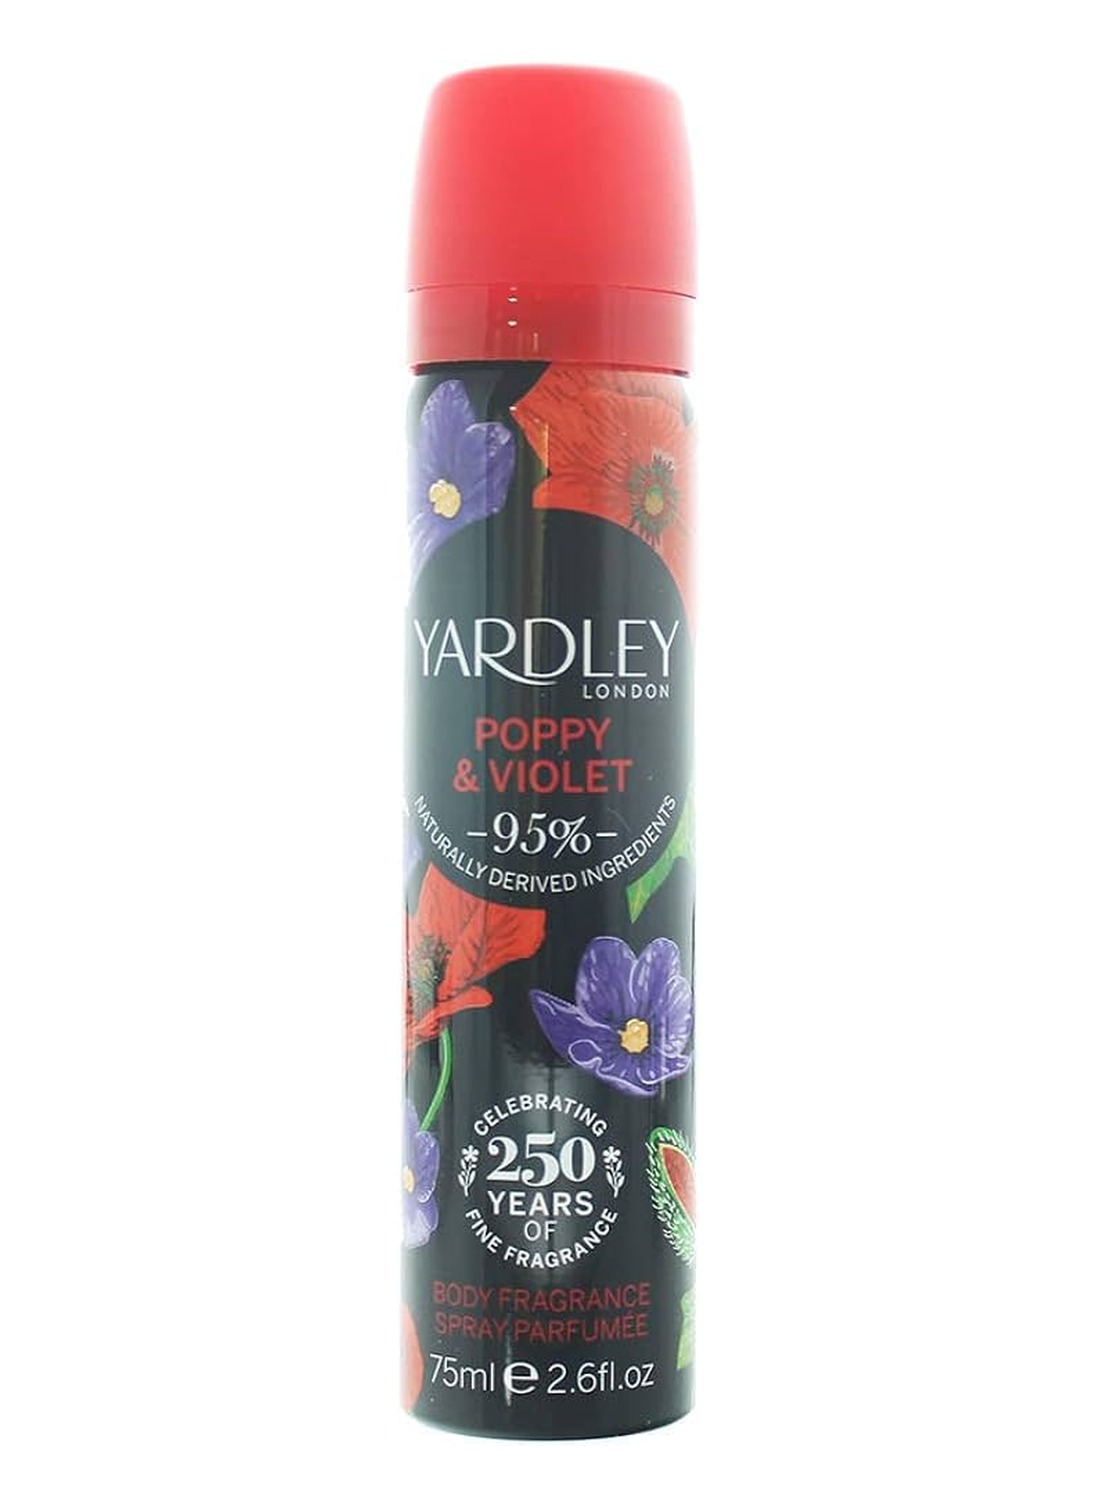 YARDLEY
LONDON
POPPY
& VIOLET
-95%-
NATURALLY DERIVED INGREDIENTS
CELEBRATING
250
YEARS
OF
FINE FRAGRANCE
BODY FRAGRANCE
SPRAY PARFUMÉE
75ml e 2.6fl.oz